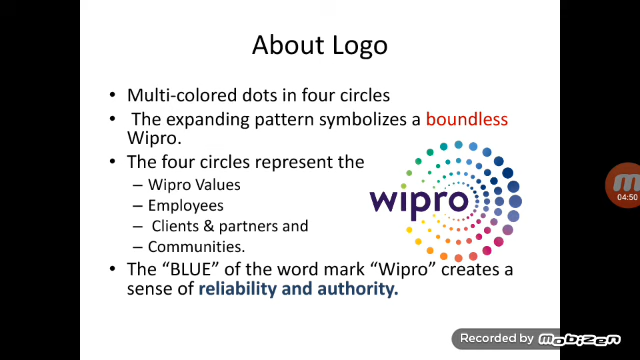 About Logo
• Multi-colored dots in four circles
• The expanding pattern symbolizes a boundless
Wipro.
• The four circles represent the
– Wipro Values
– Employees
– Clients & partners and
– Communities.
wipro
• The “BLUE” of the word mark “Wipro” creates a
sense of reliability and authority.
04:50
Recorded by mobizen